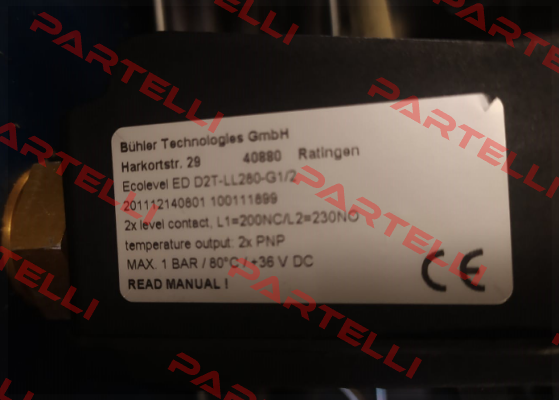 PARTELLI
PARTELLI
PARTELLI
PARTELLI
Bühler Technologies GmbH
Harkortstr. 29 40880 Ratingen
Ecolevel ED D2T-LL280-G1/2
201112140801 100111899
2x level contact, L1=200NC/L2=230NO
temperature output: 2x PNP
MAX. 1 BAR / 80°C / +36 V DC
READ MANUAL !
CE
PARTELLI
PARTELLI
PARTELLI